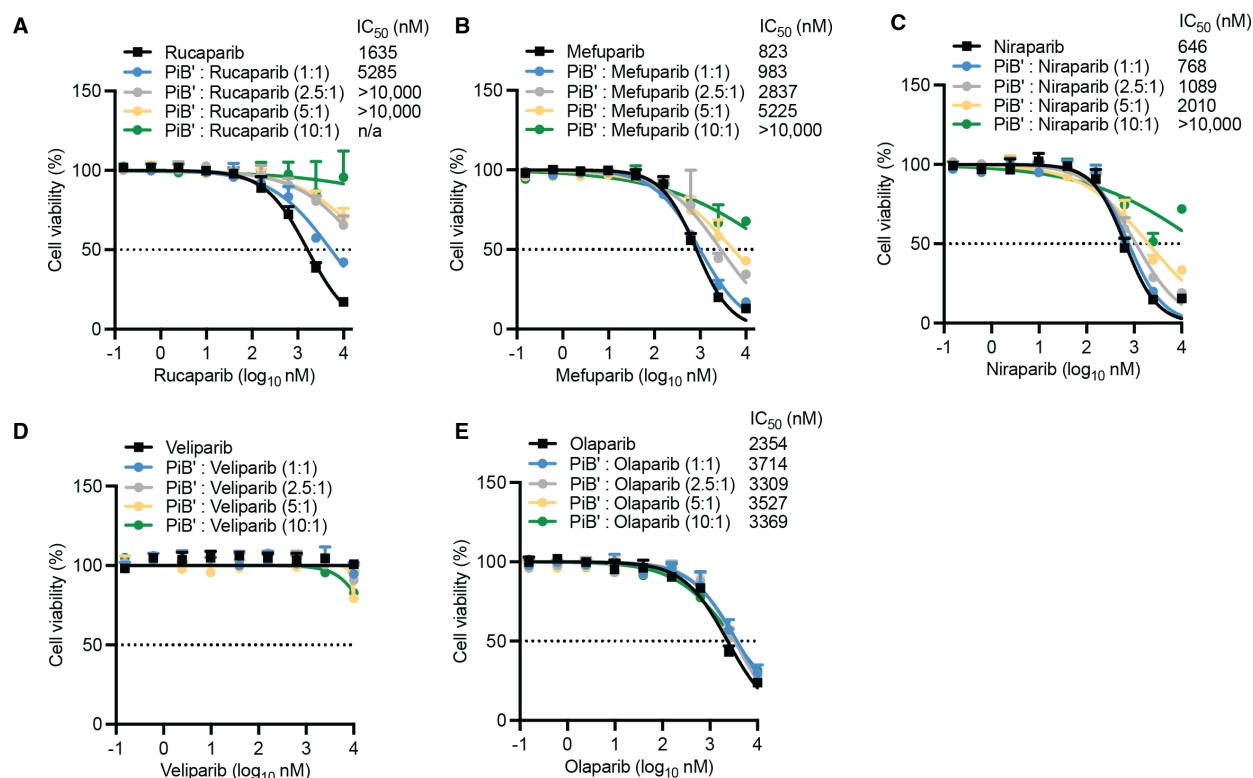 A
IC50 (nM)
Rucaparib 1635
PiB' : Rucaparib (1:1) 5285
PiB' : Rucaparib (2.5:1) >10,000
PiB' : Rucaparib (5:1) >10,000
PiB' : Rucaparib (10:1) n/a
150
100
50
0
Cell viability (%)
-1 0 1 2 3 4
Rucaparib (log10 nM)
B
IC50 (nM)
Mefuparib 823
PiB' : Mefuparib (1:1) 983
PiB' : Mefuparib (2.5:1) 2837
PiB' : Mefuparib (5:1) 5225
PiB' : Mefuparib (10:1) >10,000
150
100
50
0
Cell viability (%)
-1 0 1 2 3 4
Mefuparib (log10 nM)
C
IC50 (nM)
Niraparib 646
PiB' : Niraparib (1:1) 768
PiB' : Niraparib (2.5:1) 1089
PiB' : Niraparib (5:1) 2010
PiB' : Niraparib (10:1) >10,000
150
100
50
0
Cell viability (%)
-1 0 1 2 3 4
Niraparib (log10 nM)
D
Veliparib
PiB' : Veliparib (1:1)
PiB' : Veliparib (2.5:1)
PiB' : Veliparib (5:1)
PiB' : Veliparib (10:1)
150
100
50
0
Cell viability (%)
-1 0 1 2 3 4
Veliparib (log10 nM)
E
IC50 (nM)
Olaparib 2354
PiB' : Olaparib (1:1) 3714
PiB' : Olaparib (2.5:1) 3309
PiB' : Olaparib (5:1) 3527
PiB' : Olaparib (10:1) 3369
150
100
50
0
Cell viability (%)
-1 0 1 2 3 4
Olaparib (log10 nM)